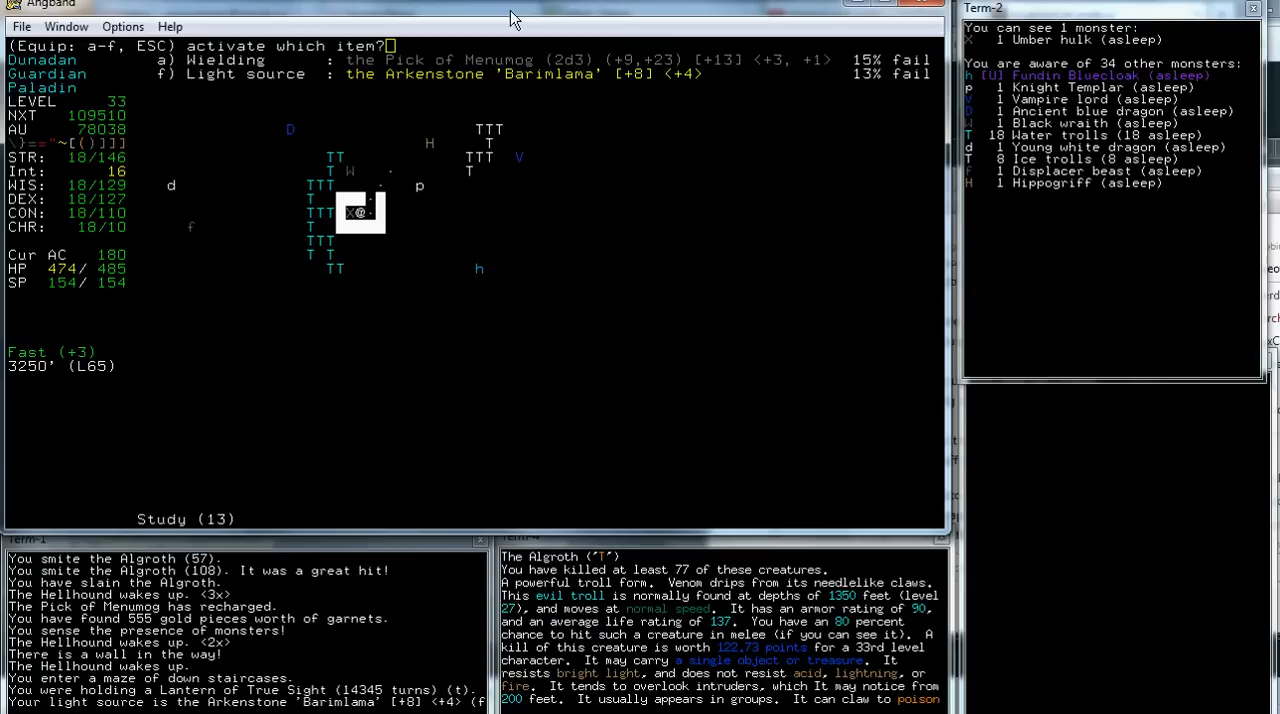 Angband
File Window Options Help
(Equip: a-f, ESC) activate which item?
Dunadan a) Wielding : the Pick of Menumog (2d3) (+9,+23) [+13] <+3, +1> 15% fail
Guardian f) Light source : the Arkenstone 'Barimlama' [+8] <+4> 13% fail
Paladin
LEVEL 33
NXT 109510
AU 78038
\}=="~[()]]]
STR: 18/146
Int: 16
WIS: 18/129
DEX: 18/127
CON: 18/110
CHR: 18/10
Cur AC 180
HP 474/ 485
SP 154/ 154
Fast (+3)
3250' (L65)
D TTT
H T
TT TTT V
T W T
d TTT p
T
TTT X@
f T
TTT
T T
TT h
Study (13)
Term-2
You can see 1 monster:
X 1 Umber hulk (asleep)
You are aware of 34 other monsters:
h [U] Fundin Bluecloak (asleep)
p 1 Knight Templar (asleep)
V 1 Vampire lord (asleep)
D 1 Ancient blue dragon (asleep)
W 1 Black wraith (asleep)
T 18 Water trolls (18 asleep)
d 1 Young white dragon (asleep)
T 8 Ice trolls (8 asleep)
f 1 Displacer beast (asleep)
H 1 Hippogriff (asleep)
Term-1
You smite the Algroth (57).
You smite the Algroth (108). It was a great hit!
You have slain the Algroth.
The Hellhound wakes up. <3x>
The Pick of Menumog has recharged.
You have found 555 gold pieces worth of garnets.
You sense the presence of monsters!
The Hellhound wakes up. <2x>
There is a wall in the way!
The Hellhound wakes up.
You enter a maze of down staircases.
You were holding a Lantern of True Sight (14345 turns) (t).
Your light source is the Arkenstone 'Barimlama' [+8] <+4> (f
Term-4
The Algroth ("T")
You have killed at least 77 of these creatures.
A powerful troll form. Venom drips from its needlelike claws.
This evil troll is normally found at depths of 1350 feet (level
27), and moves at normal speed. It has an armor rating of 90,
and an average life rating of 137. You have an 80 percent
chance to hit such a creature in melee (if you can see it). A
kill of this creature is worth 122.73 points for a 33rd level
character. It may carry a single object or treasure. It
resists bright light, and does not resist acid, lightning, or
fire. It tends to overlook intruders, which It may notice from
200 feet. It usually appears in groups. It can claw to poison